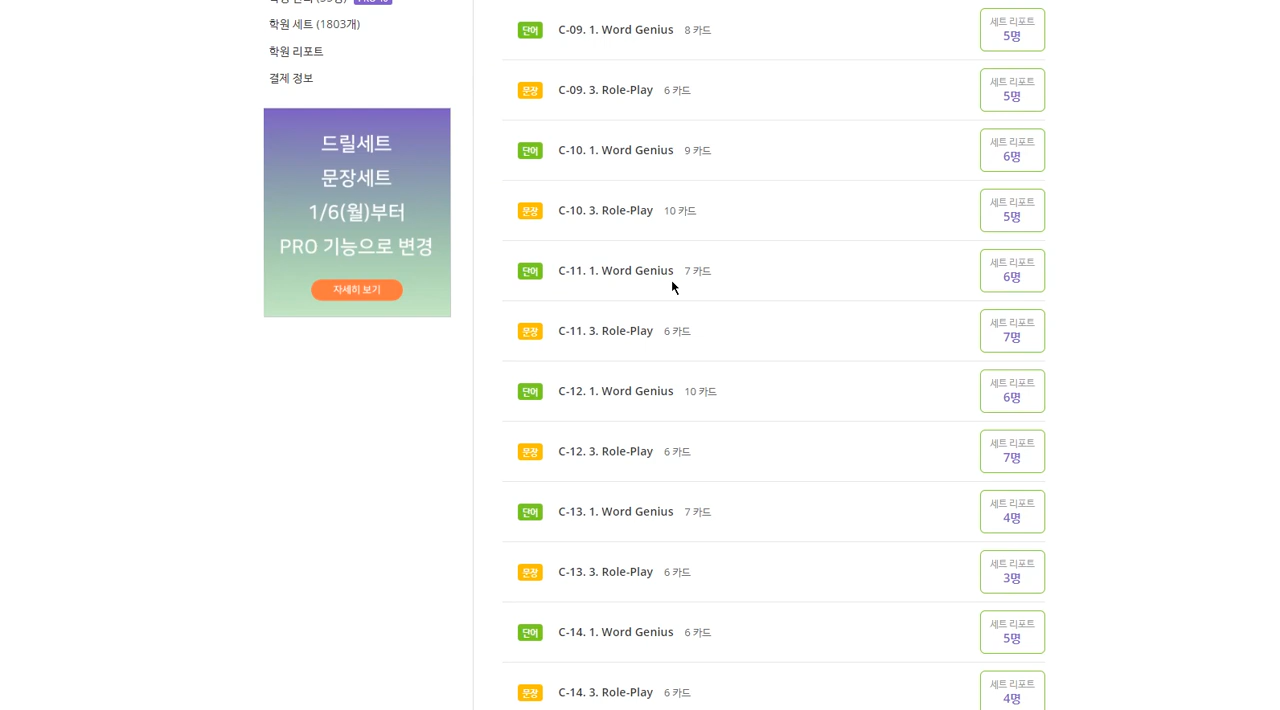 학원 세트 (1803개)
학원 리포트
결제 정보
드릴세트
문장세트
1/6(월)부터
PRO 기능으로 변경
자세히 보기
단어 C-09. 1. Word Genius 8 카드 세트 리포트 5명
문장 C-09. 3. Role-Play 6 카드 세트 리포트 5명
단어 C-10. 1. Word Genius 9 카드 세트 리포트 6명
문장 C-10. 3. Role-Play 10 카드 세트 리포트 5명
단어 C-11. 1. Word Genius 7 카드 세트 리포트 6명
문장 C-11. 3. Role-Play 6 카드 세트 리포트 7명
단어 C-12. 1. Word Genius 10 카드 세트 리포트 6명
문장 C-12. 3. Role-Play 6 카드 세트 리포트 7명
단어 C-13. 1. Word Genius 7 카드 세트 리포트 4명
문장 C-13. 3. Role-Play 6 카드 세트 리포트 3명
단어 C-14. 1. Word Genius 6 카드 세트 리포트 5명
문장 C-14. 3. Role-Play 6 카드 세트 리포트 4명